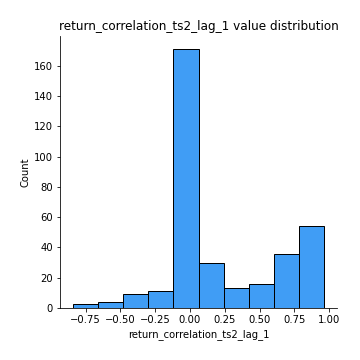 return_correlation_ts2_lag_1 value distribution
160
140
120
100
80
60
40
20
0
Count
−0.75 −0.50 −0.25 0.00 0.25 0.50 0.75 1.00
return_correlation_ts2_lag_1